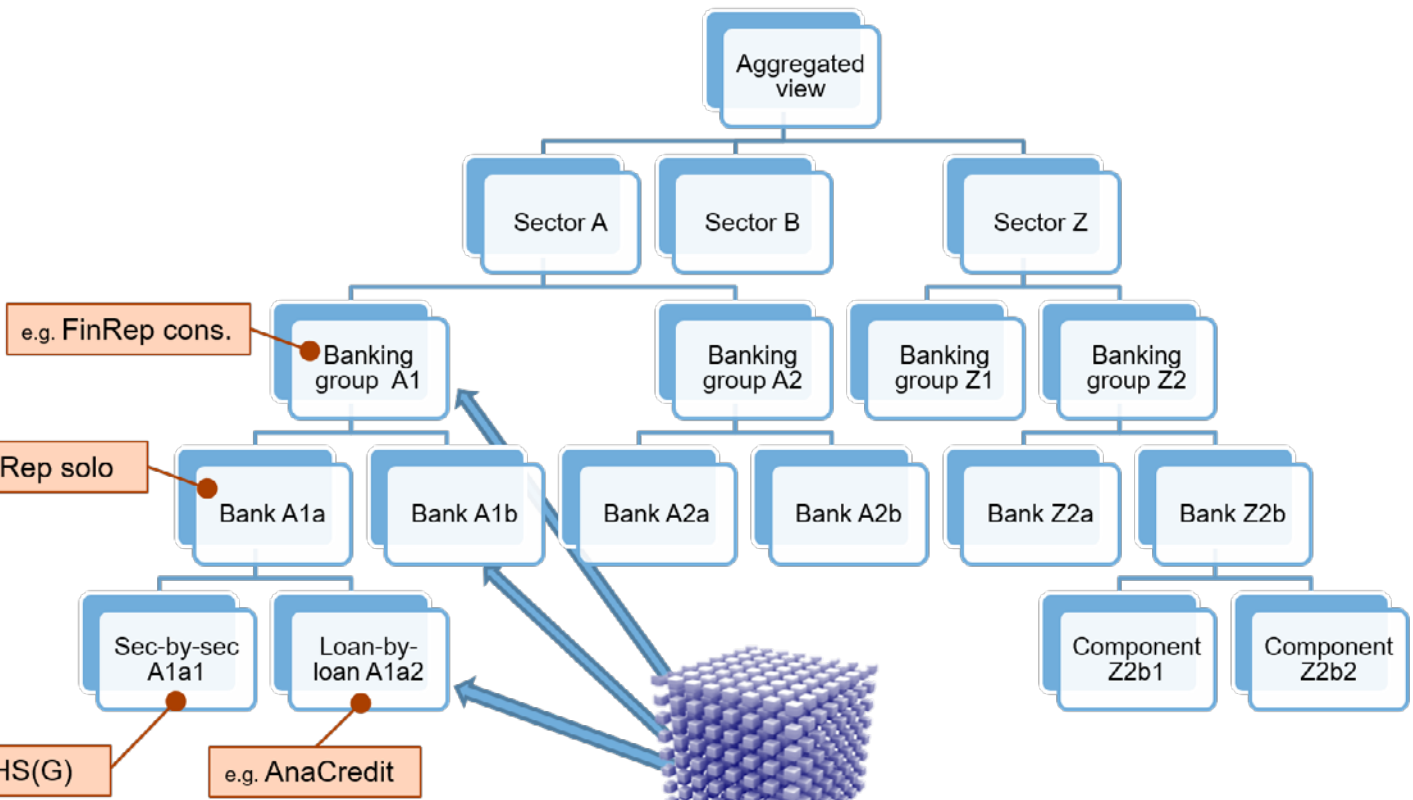 Aggregated
view
Sector A
Sector B
Sector Z
e.g. FinRep cons.
Banking
group A1
Banking
group A2
Banking
group Z1
Banking
group Z2
Rep solo
Bank A1a
Bank A1b
Bank A2a
Bank A2b
Bank Z2a
Bank Z2b
Sec-by-sec
A1a1
Loan-by-
loan A1a2
Component
Z2b1
Component
Z2b2
HS(G)
e.g. AnaCredit